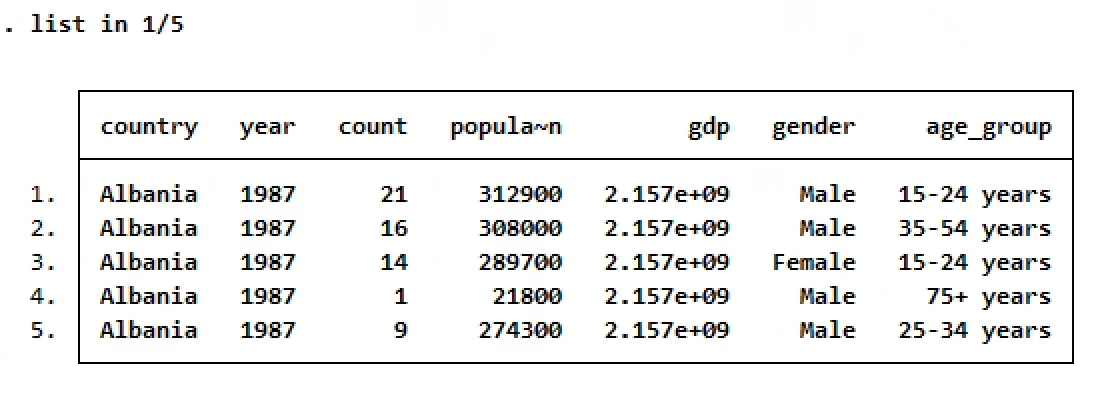 . list in 1/5
country year count popula~n gdp gender age_group
1. Albania 1987 21 312900 2.157e+09 Male 15-24 years
2. Albania 1987 16 308000 2.157e+09 Male 35-54 years
3. Albania 1987 14 289700 2.157e+09 Female 15-24 years
4. Albania 1987 1 21800 2.157e+09 Male 75+ years
5. Albania 1987 9 274300 2.157e+09 Male 25-34 years